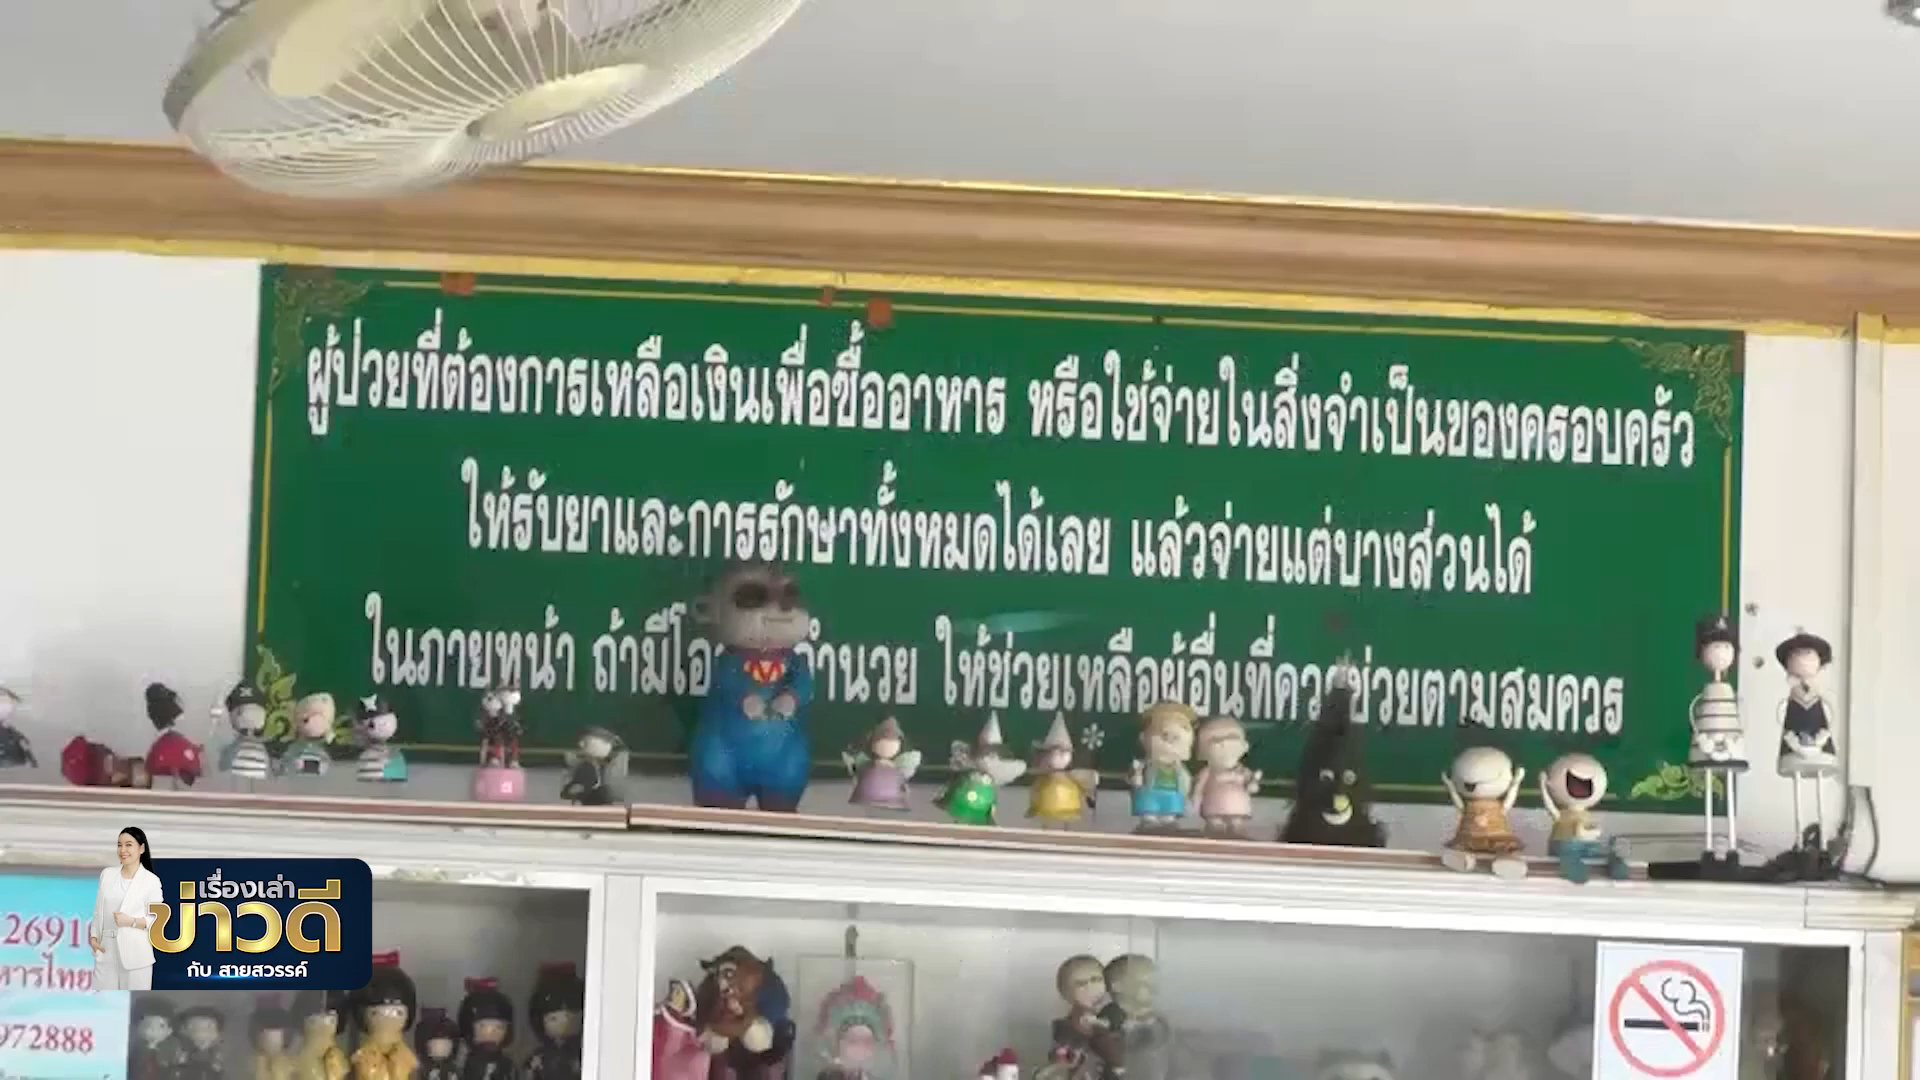 ผู้ป่วยที่ต้องการเหลือเงินเพื่อซื้ออาหาร หรือใช้จ่ายในสิ่งจำเป็นของครอบครัว
ให้รับยาและการรักษาทั้งหมดได้เลย แล้วจ่ายแต่บางส่วนได้
ในภายหน้า ถ้ามีโอ อำนวย ให้ช่วยเหลือผู้อื่นที่ควรช่วยตามสมควร
เรื่องเล่า
ข่าวดี
กับ สายสวรรค์
2691
หารไทย
972888